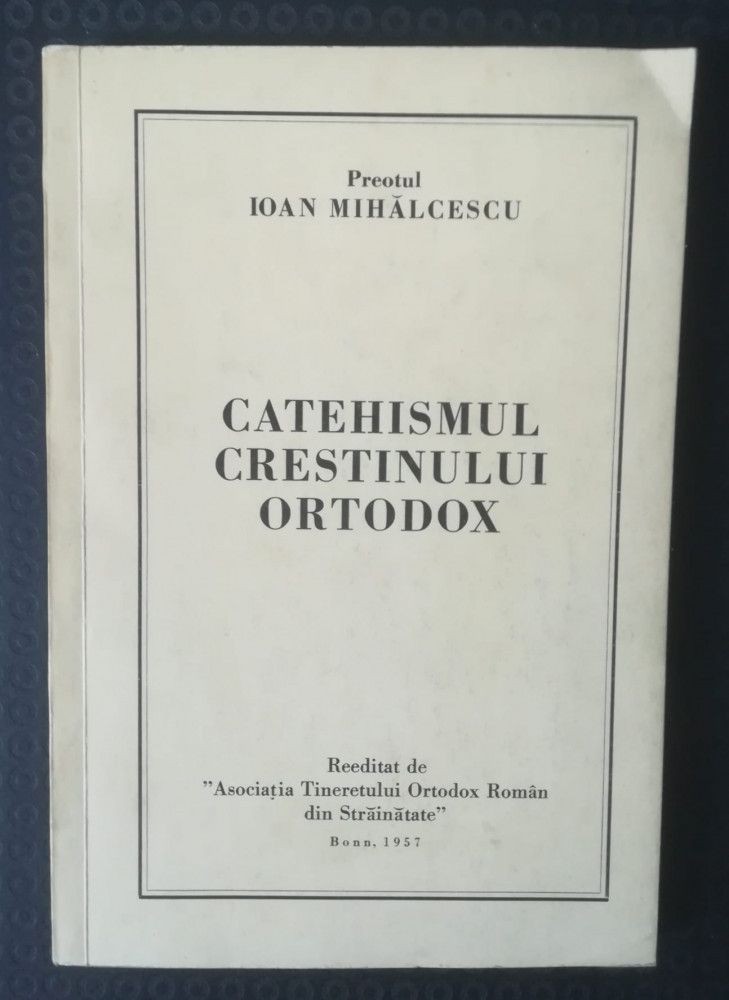 Preotul
IOAN MIHĂLCESCU
CATEHISMUL
CRESTINULUI
ORTODOX
Reeditat de
"Asociația Tineretului Ortodox Român
din Străinătate"
Bonn, 1957